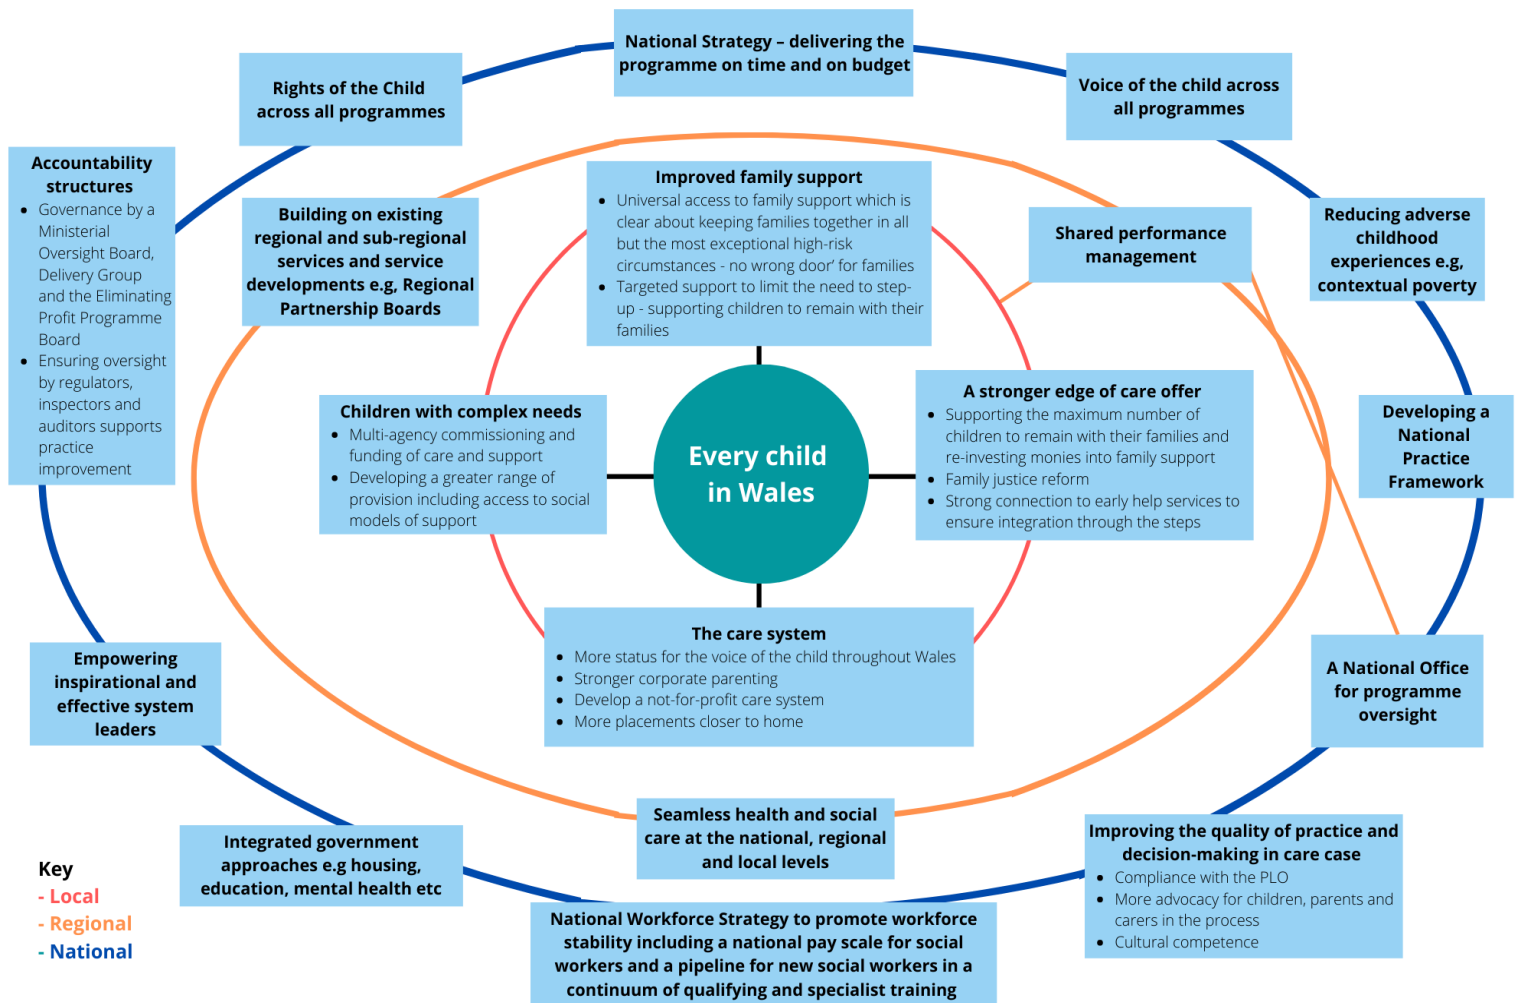 National Strategy – delivering the
programme on time and on budget
Rights of the Child
across all programmes
Voice of the child across
all programmes
Accountability
structures
• Governance by a
Ministerial
Oversight Board,
Delivery Group
and the Eliminating
Profit Programme
Board
• Ensuring oversight
by regulators,
inspectors and
auditors supports
practice
improvement
Building on existing
regional and sub-regional
services and service
developments e.g, Regional
Partnership Boards
Improved family support
• Universal access to family support which is
clear about keeping families together in all
but the most exceptional high-risk
circumstances - no wrong door’ for families
• Targeted support to limit the need to step-
up - supporting children to remain with their
families
Shared performance
management
Reducing adverse
childhood
experiences e.g,
contextual poverty
Children with complex needs
• Multi-agency commissioning and
funding of care and support
• Developing a greater range of
provision including access to social
models of support
Every child
in Wales
A stronger edge of care offer
• Supporting the maximum number of
children to remain with their families and
re-investing monies into family support
• Family justice reform
• Strong connection to early help services to
ensure integration through the steps
Developing a
National
Practice
Framework
The care system
• More status for the voice of the child throughout Wales
• Stronger corporate parenting
• Develop a not-for-profit care system
• More placements closer to home
Empowering
inspirational and
effective system
leaders
A National Office
for programme
oversight
Seamless health and social
care at the national, regional
and local levels
Integrated government
approaches e.g housing,
education, mental health etc
Improving the quality of practice and
decision-making in care case
• Compliance with the PLO
• More advocacy for children, parents and
carers in the process
• Cultural competence
National Workforce Strategy to promote workforce
stability including a national pay scale for social
workers and a pipeline for new social workers in a
continuum of qualifying and specialist training
Key
- Local
- Regional
- National